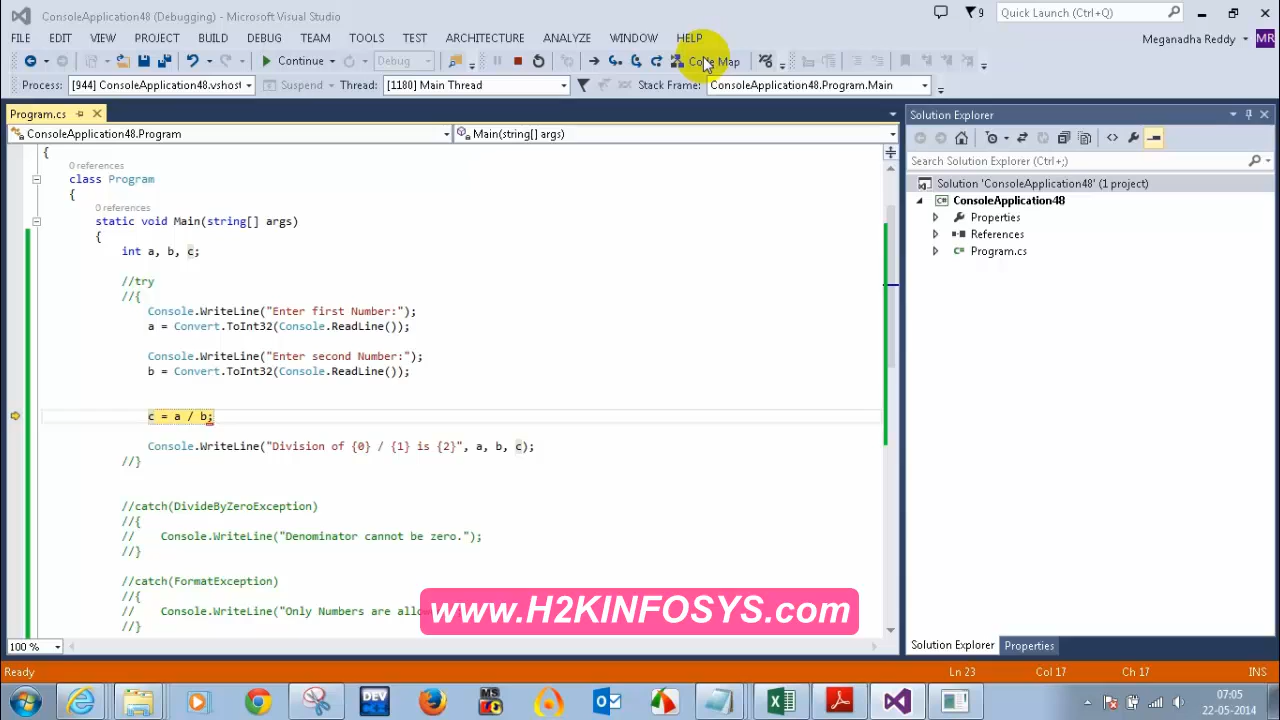 ConsoleApplication48 (Debugging) - Microsoft Visual Studio
9
Quick Launch (Ctrl+Q)
FILE EDIT VIEW PROJECT BUILD DEBUG TEAM TOOLS TEST ARCHITECTURE ANALYZE WINDOW HELP
Meganadha Reddy
MR
Continue
Debug
Code Map
Process: [944] ConsoleApplication48.vshost
Suspend
Thread: [1180] Main Thread
Stack Frame: ConsoleApplication48.Program.Main
Program.cs
ConsoleApplication48.Program
Main(string[] args)
{
0 references
class Program
{
0 references
static void Main(string[] args)
{
int a, b, c;
//try
//{
Console.WriteLine("Enter first Number:");
a = Convert.ToInt32(Console.ReadLine());
Console.WriteLine("Enter second Number:");
b = Convert.ToInt32(Console.ReadLine());
c = a / b;
Console.WriteLine("Division of {0} / {1} is {2}", a, b, c);
//}
//catch(DivideByZeroException)
//{
// Console.WriteLine("Denominator cannot be zero.");
//}
//catch(FormatException)
//{
// Console.WriteLine("Only Numbers are
//}
www.H2KINFOSYS.com
100 %
Solution Explorer
Search Solution Explorer (Ctrl+;)
Solution 'ConsoleApplication48' (1 project)
ConsoleApplication48
Properties
References
Program.cs
Solution Explorer Properties
Ready
Ln 23
Col 17
Ch 17
INS
DEV
MS
07:05
22-05-2014